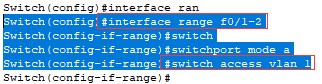 Switch(config)#interface ran
Switch(config)#interface range f0/1-2
Switch(config-if-range)#switch
Switch(config-if-range)#switchport mode a
Switch(config-if-range)#switch access vlan 1
Switch(config-if-range)#